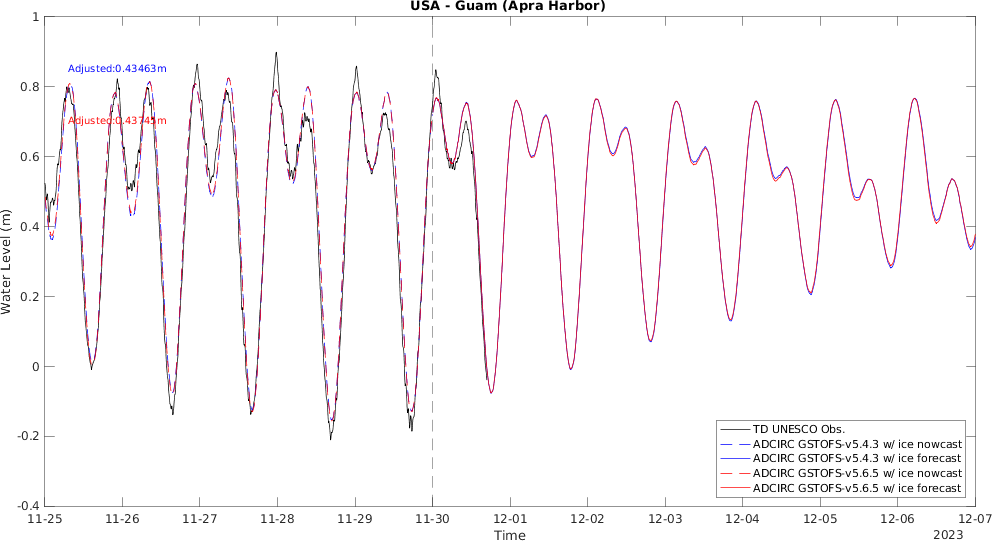 USA - Guam (Apra Harbor)
1
0.8
0.6
0.4
0.2
0
-0.2
-0.4
Water Level (m)
Adjusted:0.43463m
Adjusted:0.43745m
TD UNESCO Obs.
ADCIRC GSTOFS-v5.4.3 w/ ice nowcast
ADCIRC GSTOFS-v5.4.3 w/ ice forecast
ADCIRC GSTOFS-v5.6.5 w/ ice nowcast
ADCIRC GSTOFS-v5.6.5 w/ ice forecast
11-25 11-26 11-27 11-28 11-29 11-30 12-01 12-02 12-03 12-04 12-05 12-06 12-07
Time
2023